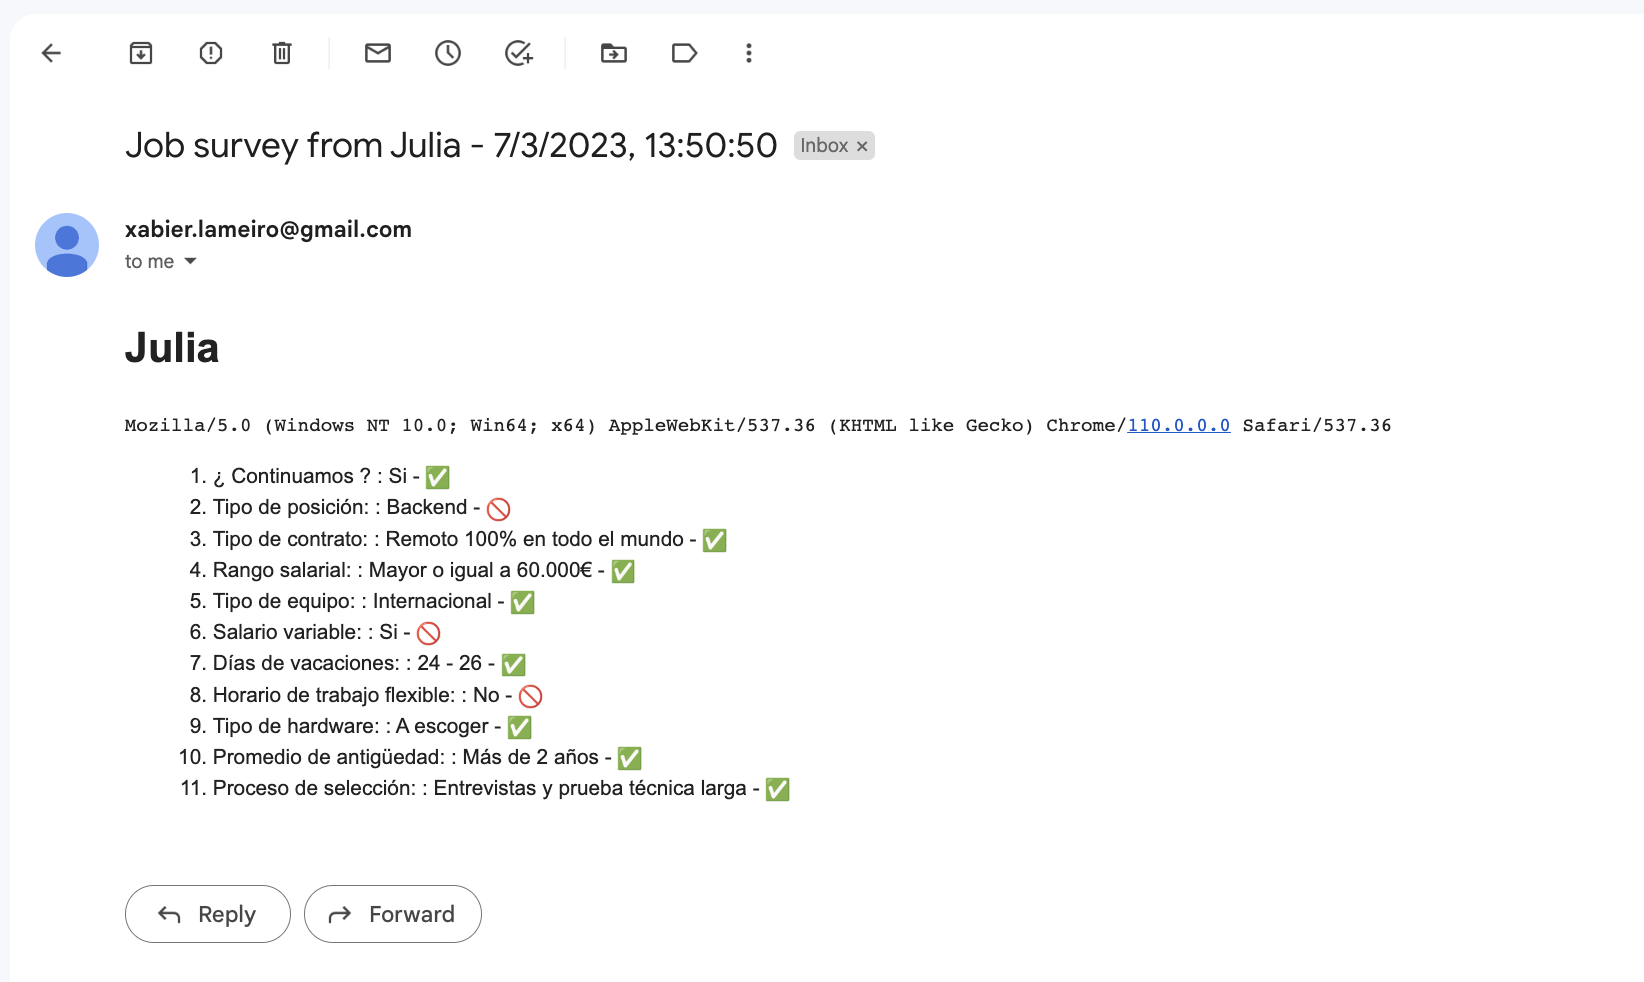 Job survey from Julia - 7/3/2023, 13:50:50 Inbox ×
xabier.lameiro@gmail.com
to me
Julia
Mozilla/5.0 (Windows NT 10.0; Win64; x64) AppleWebKit/537.36 (KHTML like Gecko) Chrome/110.0.0.0 Safari/537.36
1. ¿ Continuamos ? : Si - ✅
2. Tipo de posición: : Backend - 🚫
3. Tipo de contrato: : Remoto 100% en todo el mundo - ✅
4. Rango salarial: : Mayor o igual a 60.000€ - ✅
5. Tipo de equipo: : Internacional - ✅
6. Salario variable: : Si - 🚫
7. Días de vacaciones: : 24 - 26 - ✅
8. Horario de trabajo flexible: : No - 🚫
9. Tipo de hardware: : A escoger - ✅
10. Promedio de antigüedad: : Más de 2 años - ✅
11. Proceso de selección: : Entrevistas y prueba técnica larga - ✅
Reply Forward